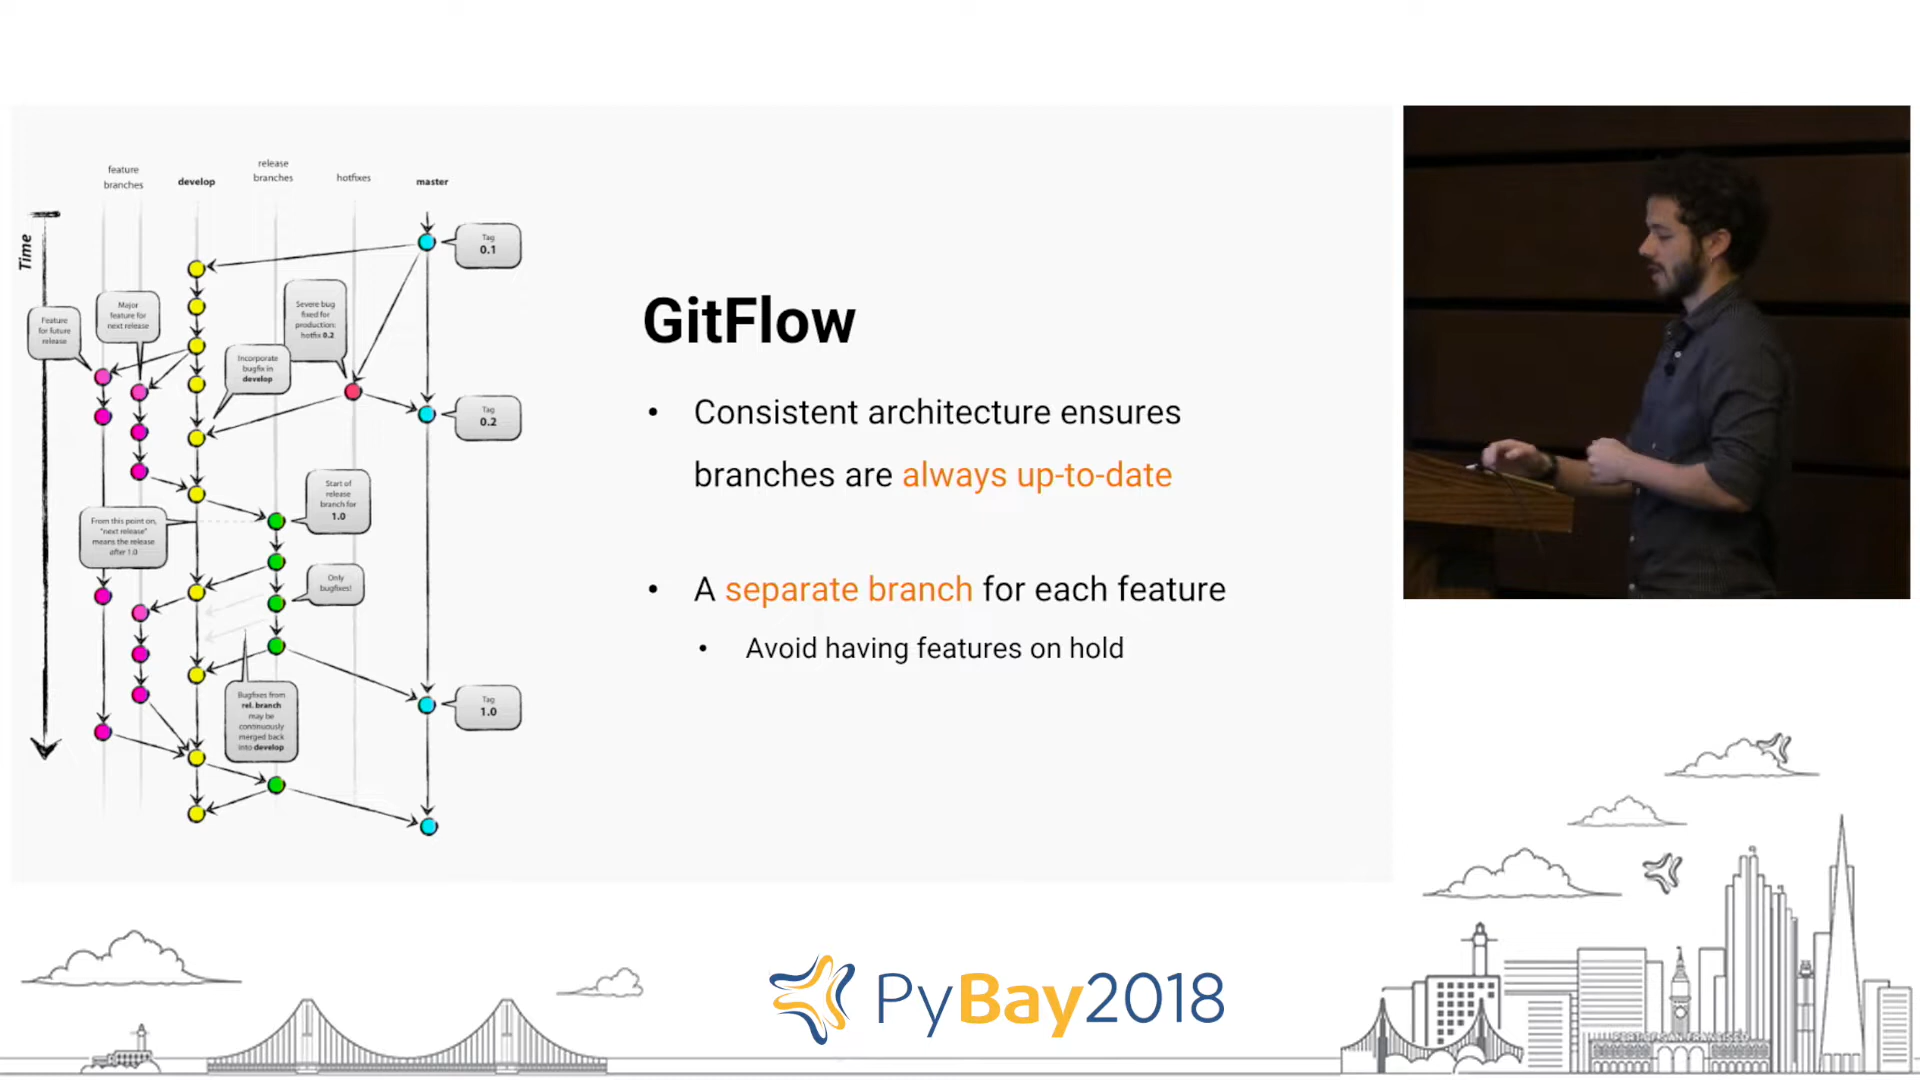 feature
branches
develop
release
branches
hotfixes
master
Time
Tag
0.1
Feature
for future
release
Major
feature for
next release
Severe bug
fixed for
production:
hotfix 0.2
Incorporate
bugfix in
develop
Tag
0.2
Start of
release
branch for
1.0
From this point on,
"next release"
means the release
after 1.0
Only
bugfixes!
Bugfixes from
rel. branch
may be
continuously
merged back
into develop
Tag
1.0
GitFlow
• Consistent architecture ensures
branches are always up-to-date
• A separate branch for each feature
• Avoid having features on hold
PyBay2018
PORT OF SAN FRANCISCO